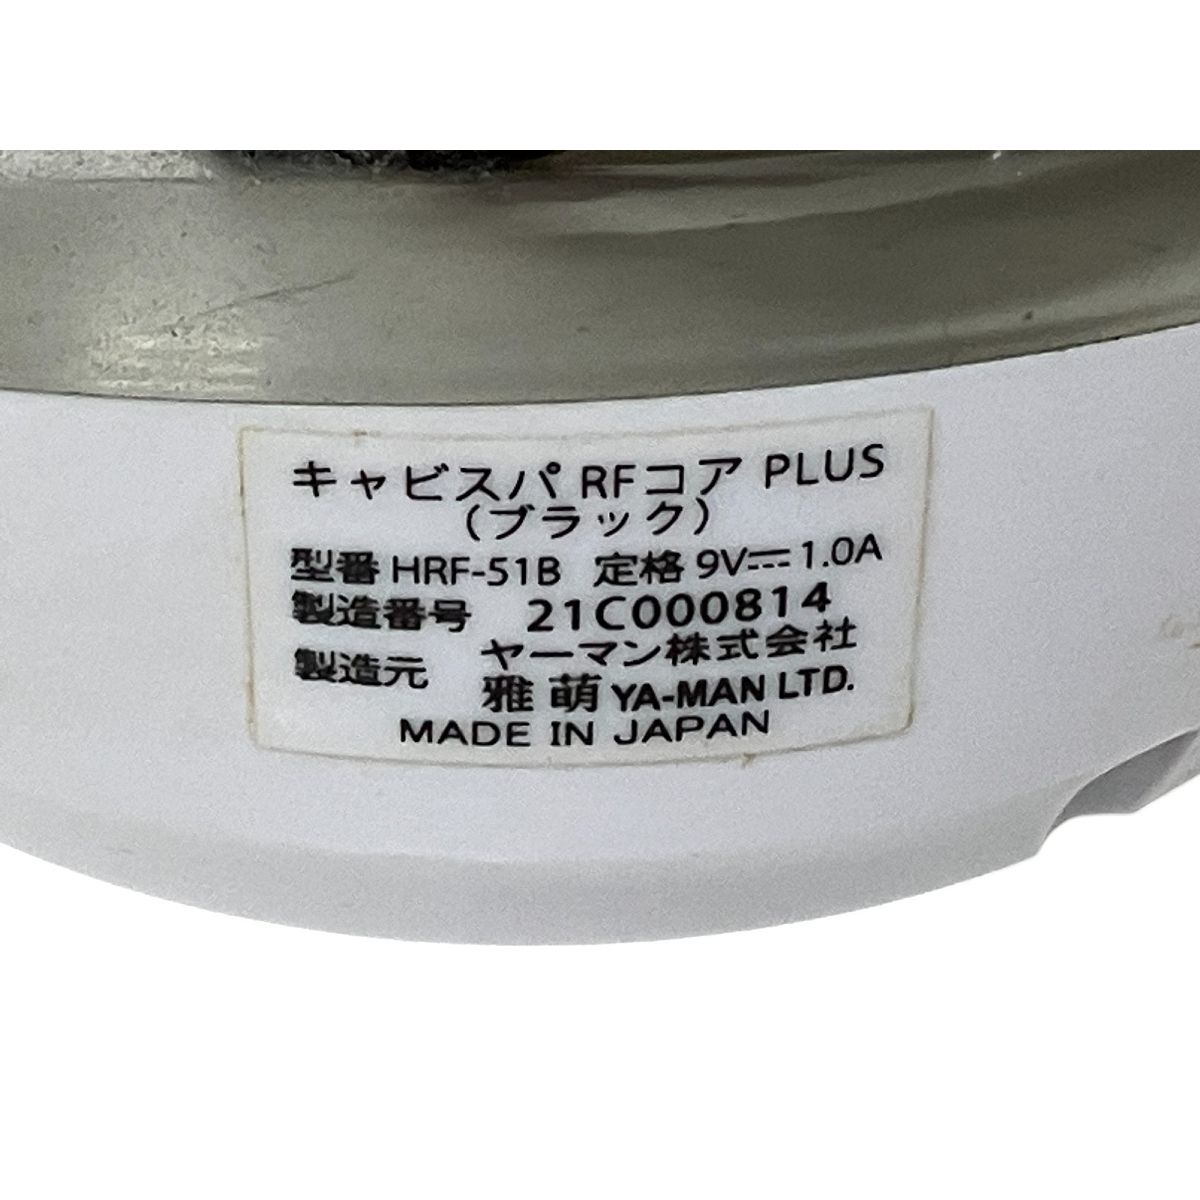 キャビスパ RFコア PLUS
（ブラック）
型番 HRF-51B 定格 9V⎓1.0A
製造番号 21C000814
製造元 ヤーマン株式会社
雅萌 YA-MAN LTD.
MADE IN JAPAN